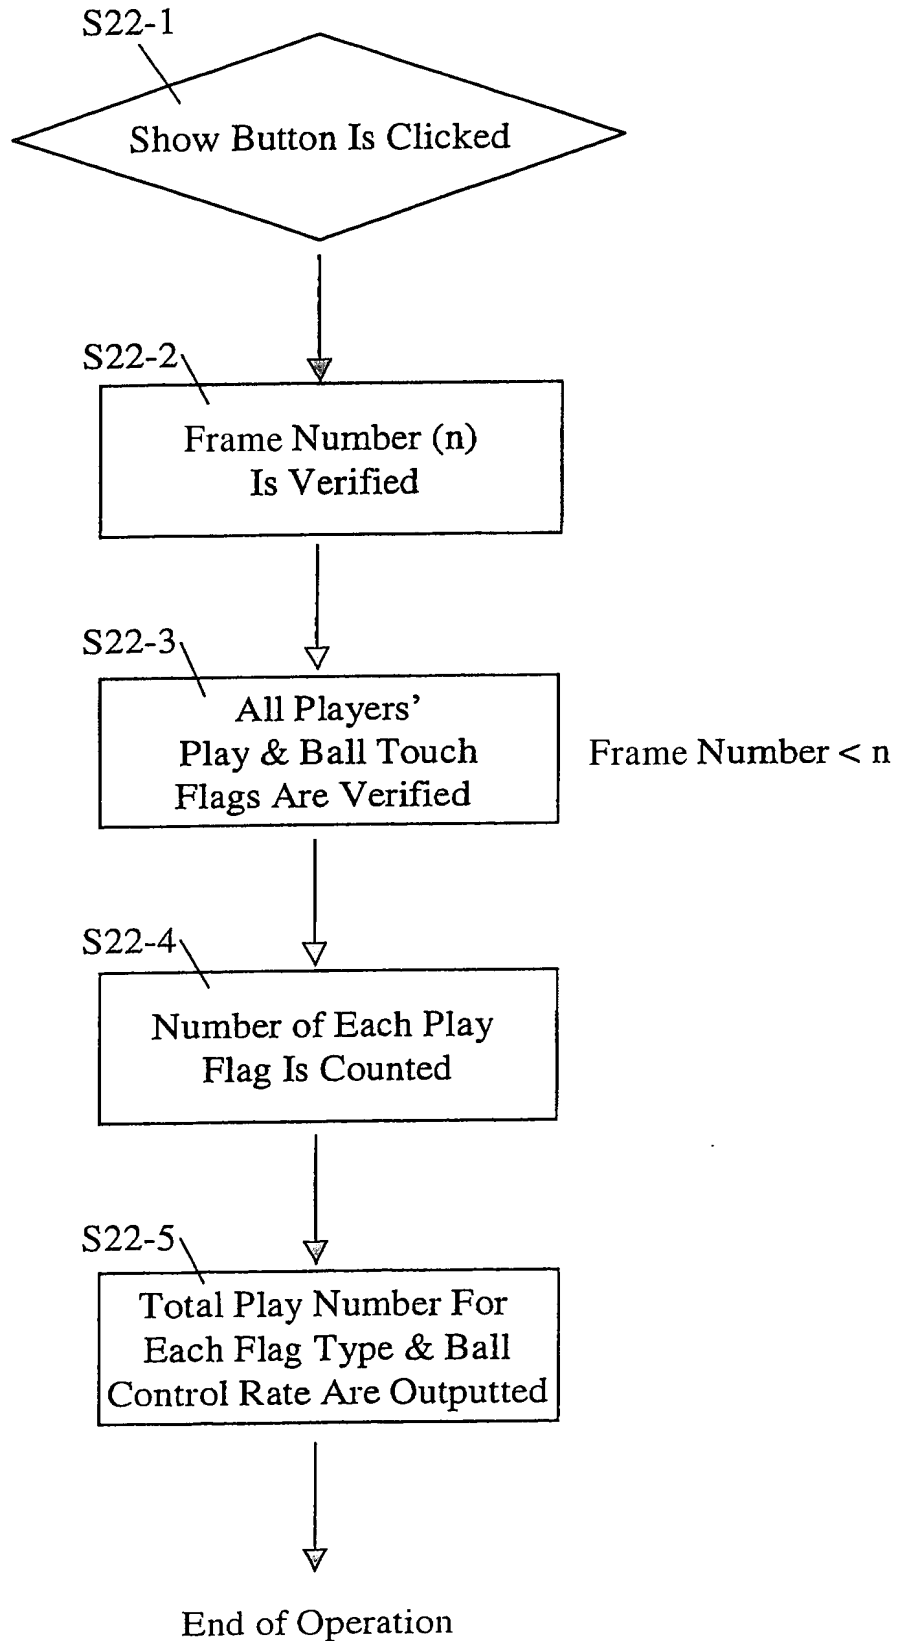 S22-1
Show Button Is Clicked
S22-2
Frame Number (n)
Is Verified
S22-3
All Players’
Play & Ball Touch
Flags Are Verified
Frame Number < n
S22-4
Number of Each Play
Flag Is Counted
S22-5
Total Play Number For
Each Flag Type & Ball
Control Rate Are Outputted
End of Operation